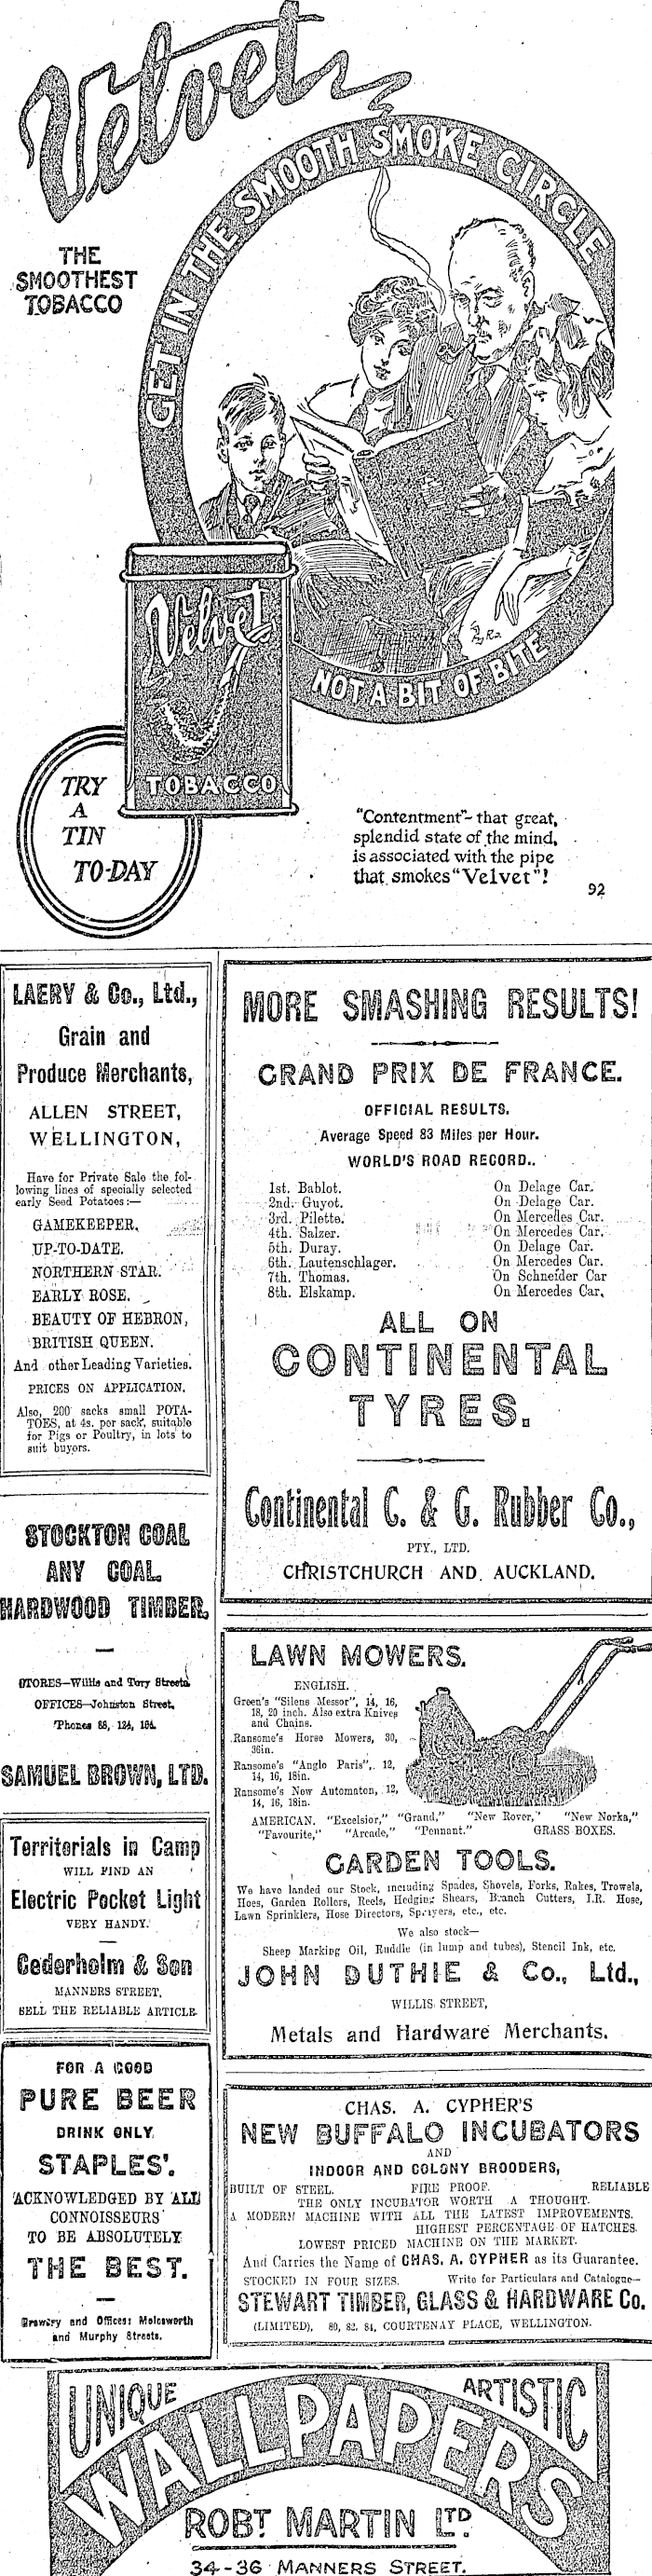 Velvet
GET IN THE SMOOTH SMOKE CIRCLE
THE
SMOOTHEST
TOBACCO
Velvet
TOBACCO
NOT A BIT OF BITE
TRY
A
TIN
TO-DAY
"Contentment"- that great,
splendid state of the mind,
is associated with the pipe
that smokes "Velvet"!
92
LAERY & Co., Ltd.,
Grain and
Produce Merchants,
ALLEN STREET,
WELLINGTON,
Have for Private Sale the fol-
lowing lines of specially selected
early Seed Potatoes:—
GAMEKEEPER,
UP-TO-DATE.
NORTHERN STAR.
EARLY ROSE.
BEAUTY OF HEBRON,
BRITISH QUEEN.
And other Leading Varieties.
PRICES ON APPLICATION.
Also, 200 sacks small POTA-
TOES, at 4s. per sack, suitable
for Pigs or Poultry, in lots to
suit buyers.
STOCKTON COAL
ANY COAL
HARDWOOD TIMBER.
STORES—Willis and Tory Streets
OFFICES—Johnston Street,
'Phones 88, 124, 184.
SAMUEL BROWN, LTD.
Territorials in Camp
WILL FIND AN
Electric Pocket Light
VERY HANDY.
Cederholm & Son
MANNERS STREET,
SELL THE RELIABLE ARTICLE.
FOR A GOOD
PURE BEER
DRINK ONLY
STAPLES'.
ACKNOWLEDGED BY ALL
CONNOISSEURS
TO BE ABSOLUTELY
THE BEST.
Brewery and Offices: Molesworth
and Murphy Streets.
MORE SMASHING RESULTS!
GRAND PRIX DE FRANCE.
OFFICIAL RESULTS.
Average Speed 83 Miles per Hour.
WORLD'S ROAD RECORD..
1st. Bablot. On Delage Car.
2nd. Guyot. On Delage Car.
3rd. Pilette. On Mercedes Car.
4th. Salzer. On Mercedes Car.
5th. Duray. On Delage Car.
6th. Lautenschlager. On Mercedes Car.
7th. Thomas. On Schneider Car
8th. Elskamp. On Mercedes Car.
ALL ON
CONTINENTAL
TYRES.
Continental C. & G. Rubber Co.,
PTY., LTD.
CHRISTCHURCH AND AUCKLAND.
LAWN MOWERS.
ENGLISH.
Green's "Silens Messor", 14, 16,
18, 20 inch. Also extra Knives
and Chains.
Ransome's Horse Mowers, 30,
36in.
Ransome's "Anglo Paris", 12,
14, 16, 18in.
Ransome's New Automaton, 12,
14, 16, 18in.
AMERICAN. "Excelsior," "Grand," "New Rover," "New Norka,"
"Favourite," "Arcade," "Pennant." GRASS BOXES.
GARDEN TOOLS.
We have landed our Stock, including Spades, Shovels, Forks, Rakes, Trowels,
Hoes, Garden Rollers, Reels, Hedging Shears, Branch Cutters, I.R. Hose,
Lawn Sprinklers, Hose Directors, Sprayers, etc., etc.
We also stock—
Sheep Marking Oil, Ruddle (in lump and tubes), Stencil Ink, etc.
JOHN DUTHIE & Co., Ltd.,
WILLIS STREET,
Metals and Hardware Merchants.
CHAS. A. CYPHER'S
NEW BUFFALO INCUBATORS
AND
INDOOR AND COLONY BROODERS,
BUILT OF STEEL. FIRE PROOF. RELIABLE
THE ONLY INCUBATOR WORTH A THOUGHT.
A MODERN MACHINE WITH ALL THE LATEST IMPROVEMENTS.
HIGHEST PERCENTAGE OF HATCHES.
LOWEST PRICED MACHINE ON THE MARKET.
And Carries the Name of CHAS. A. CYPHER as its Guarantee.
STOCKED IN FOUR SIZES. Write for Particulars and Catalogue—
STEWART TIMBER, GLASS & HARDWARE Co.
(LIMITED), 80, 82, 84, COURTENAY PLACE, WELLINGTON.
UNIQUE ARTISTIC
WALLPAPERS
ROBT. MARTIN LTD.
34-36 MANNERS STREET.